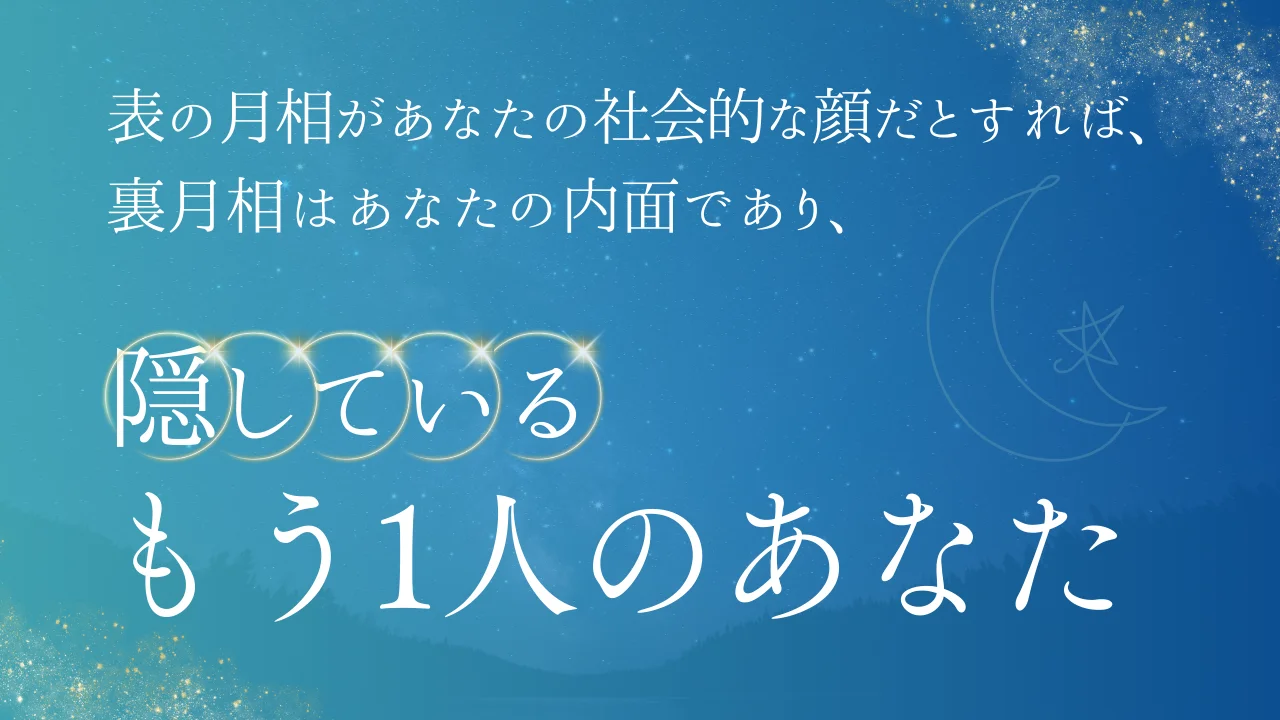 表の月相があなたの社会的な顔だとすれば、
裏月相はあなたの内面であり、
隠している
もう1人のあなた